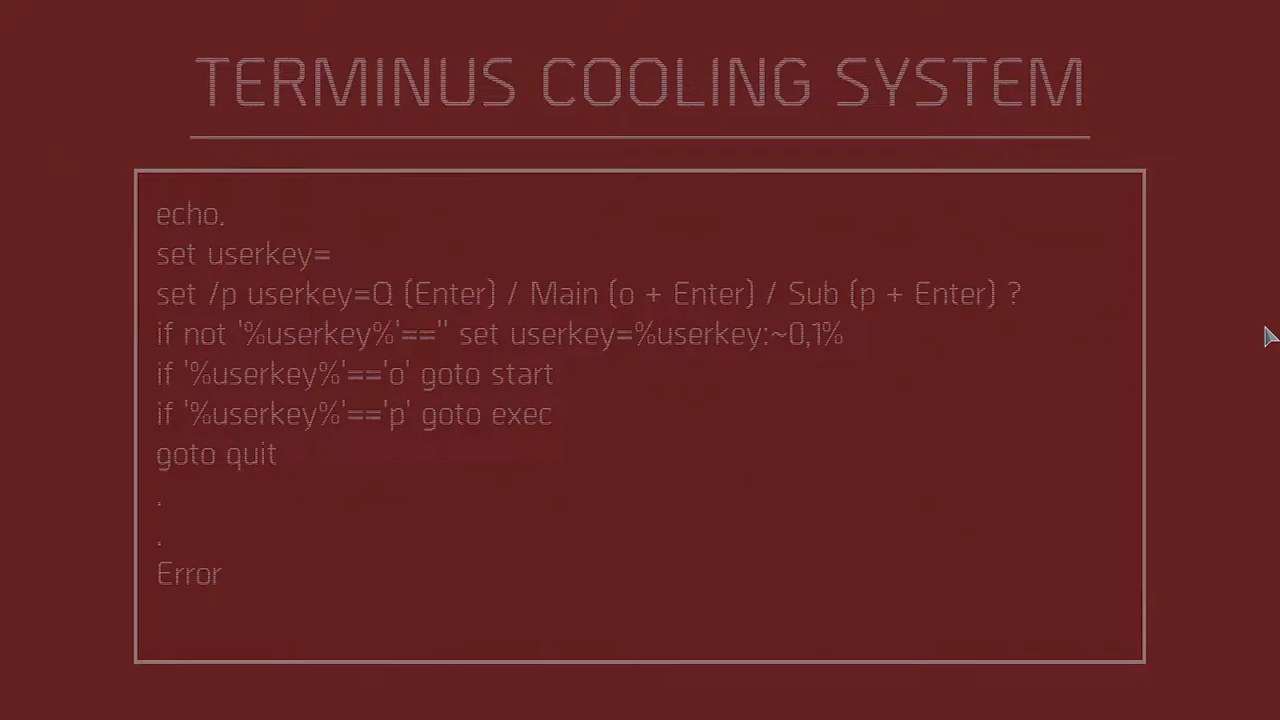 TERMINUS COOLING SYSTEM
echo.
set userkey=
set /p userkey=Q (Enter) / Main (o + Enter) / Sub (p + Enter) ?
if not '%userkey%'=='' set userkey=%userkey:~0,1%
if '%userkey%'=='o' goto start
if '%userkey%'=='p' goto exec
goto quit
.
.
Error